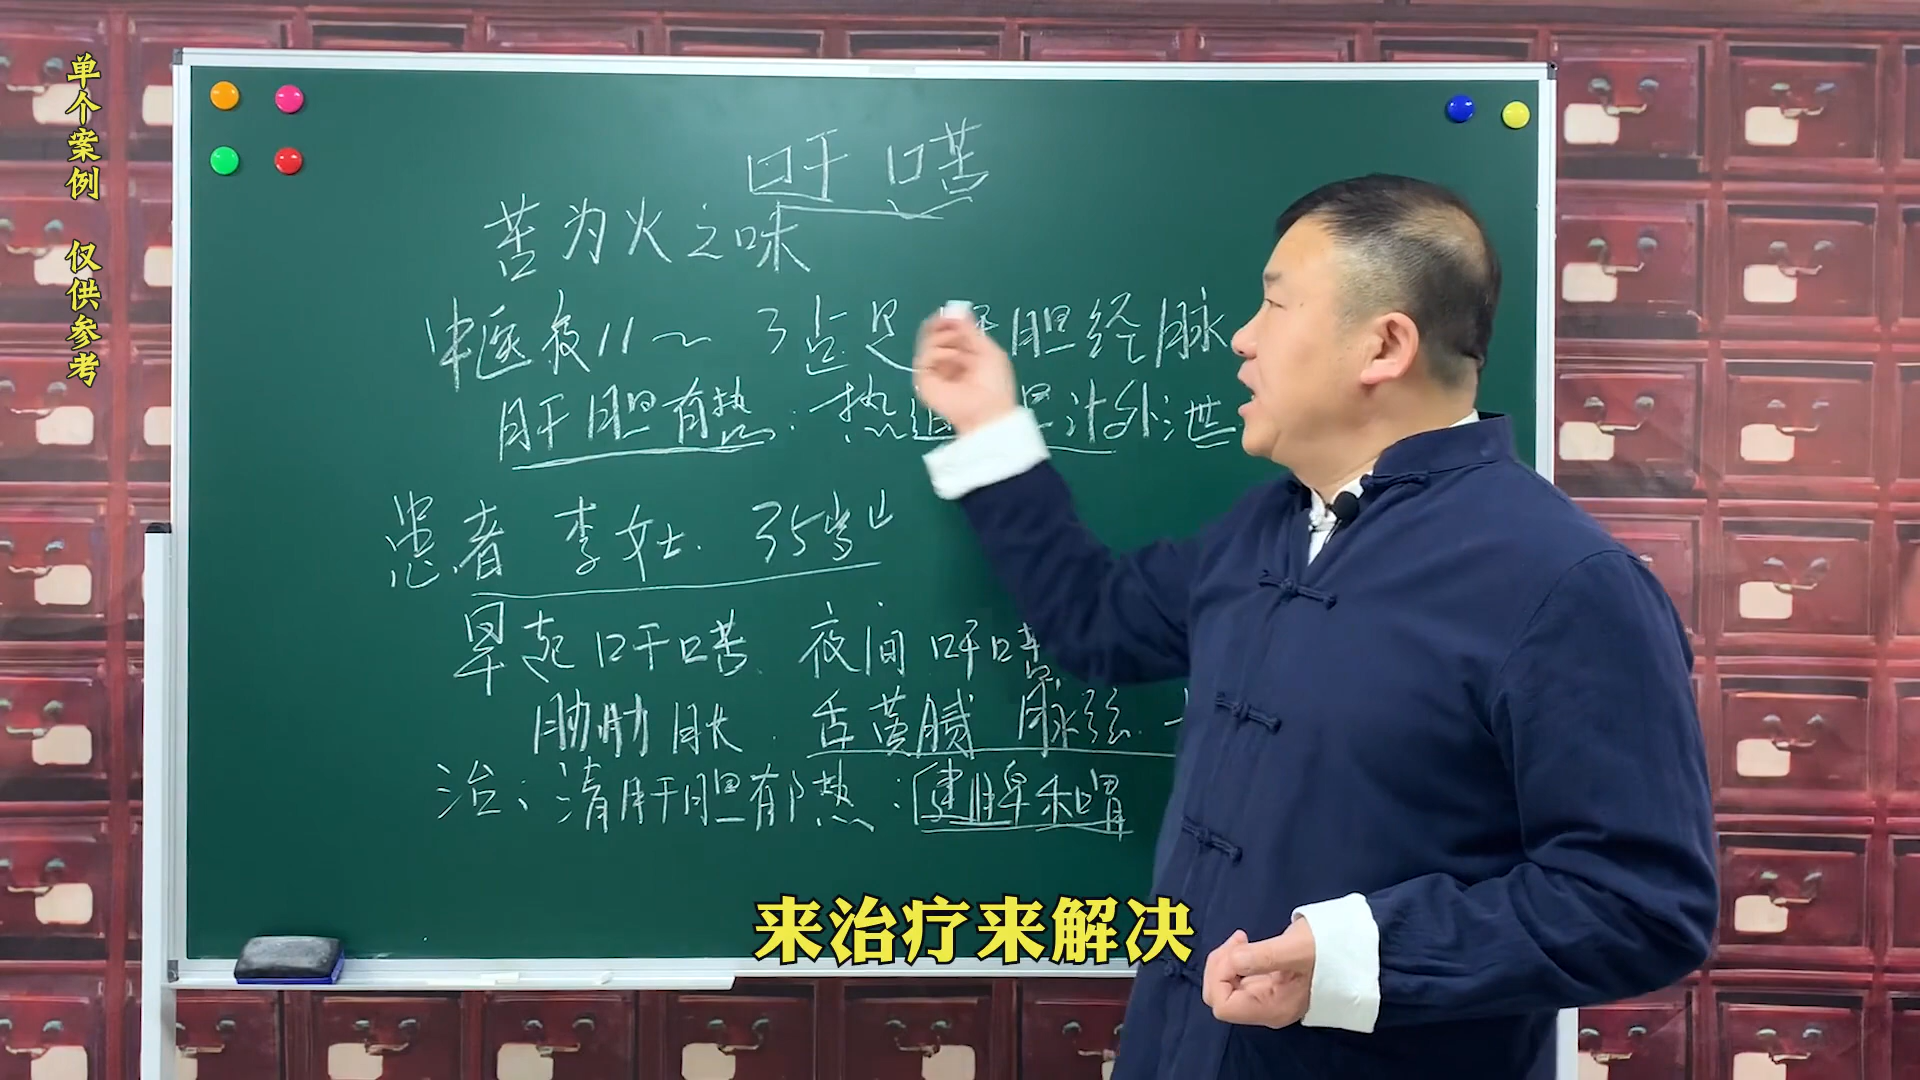 单个案例 仅供参考
口干 口苦
苦为火之味
中医夜11~3点是肝胆经脉
肝胆有热:热迫胆汁外泄
患者 李女士. 35岁
早起口干口苦. 夜间口干口苦
胁肋胀. 舌黄腻 脉弦.
治:清肝胆郁热;健脾和胃
来治疗来解决